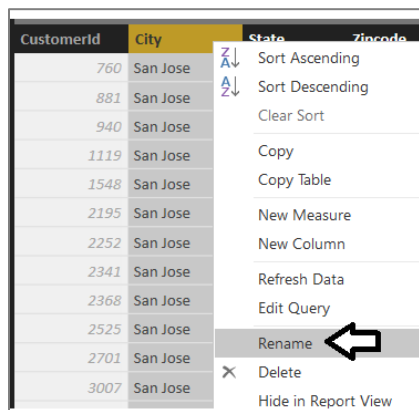 CustomerId City State Zipcode
760 San Jose
881 San Jose
940 San Jose
1119 San Jose
1548 San Jose
2195 San Jose
2252 San Jose
2341 San Jose
2368 San Jose
2525 San Jose
2701 San Jose
3007 San Jose
Z A Sort Ascending
A Z Sort Descending
Clear Sort
Copy
Copy Table
New Measure
New Column
Refresh Data
Edit Query
Rename
Delete
Hide in Report View